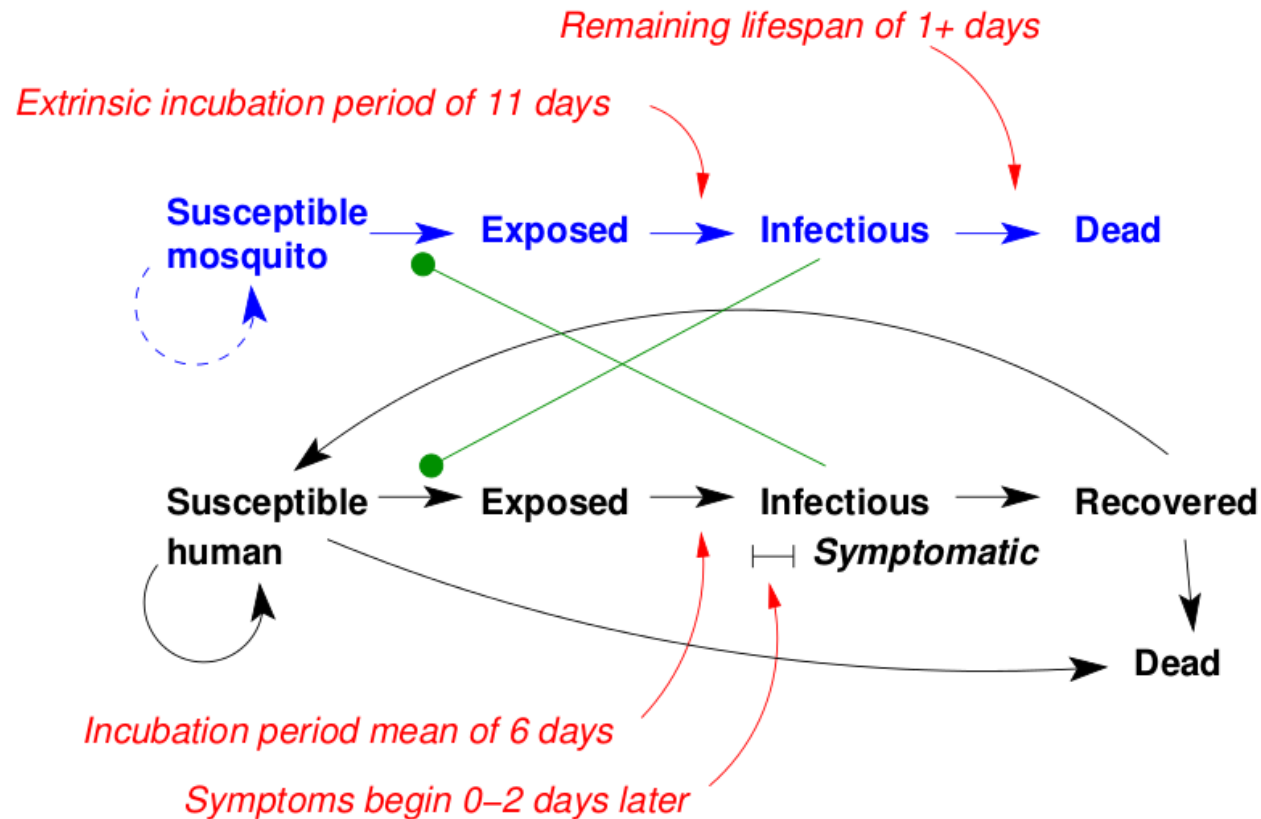 Remaining lifespan of 1+ days
Extrinsic incubation period of 11 days
Susceptible
mosquito
Exposed
Infectious
Dead
Susceptible
human
Exposed
Infectious
Recovered
Symptomatic
Dead
Incubation period mean of 6 days
Symptoms begin 0–2 days later